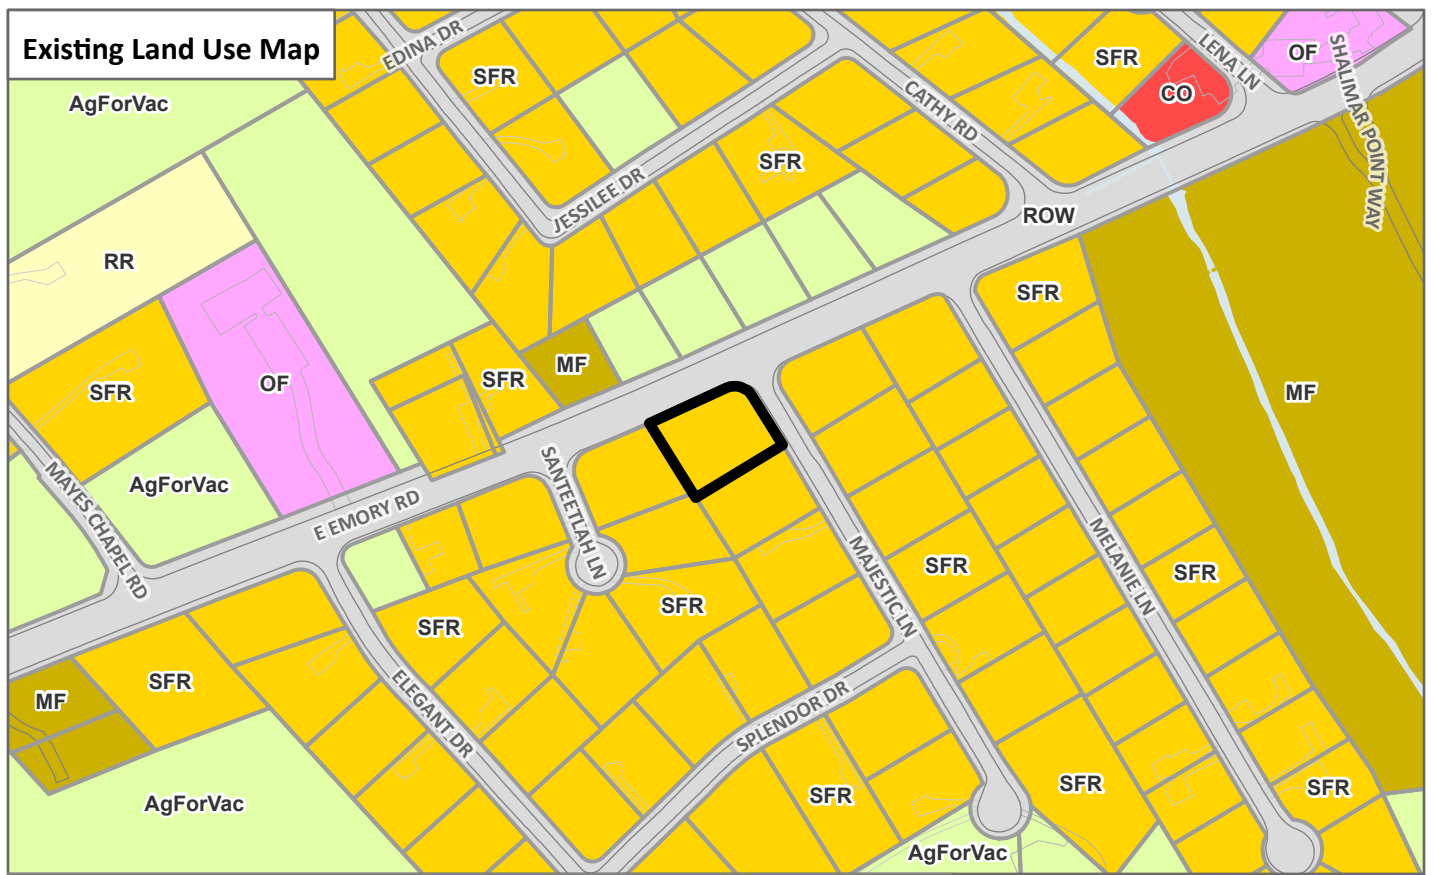 Existing Land Use Map
EDINA DR
SFR
AgForVac
LENA LN
SFR
OF
SHALIMAR POINT WAY
CO
CATHY RD
SFR
JESSILEE DR
ROW
RR
SFR
MF
SFR
OF
SFR
MF
AgForVac
MAYES CHAPEL RD
E EMORY RD
SANTEETLAH LN
MAJESTIC LN
MELANIE LN
SFR
SFR
SFR
SFR
SFR
MF
ELEGANT DR
SPLENDOR DR
AgForVac
SFR
SFR
SFR
AgForVac